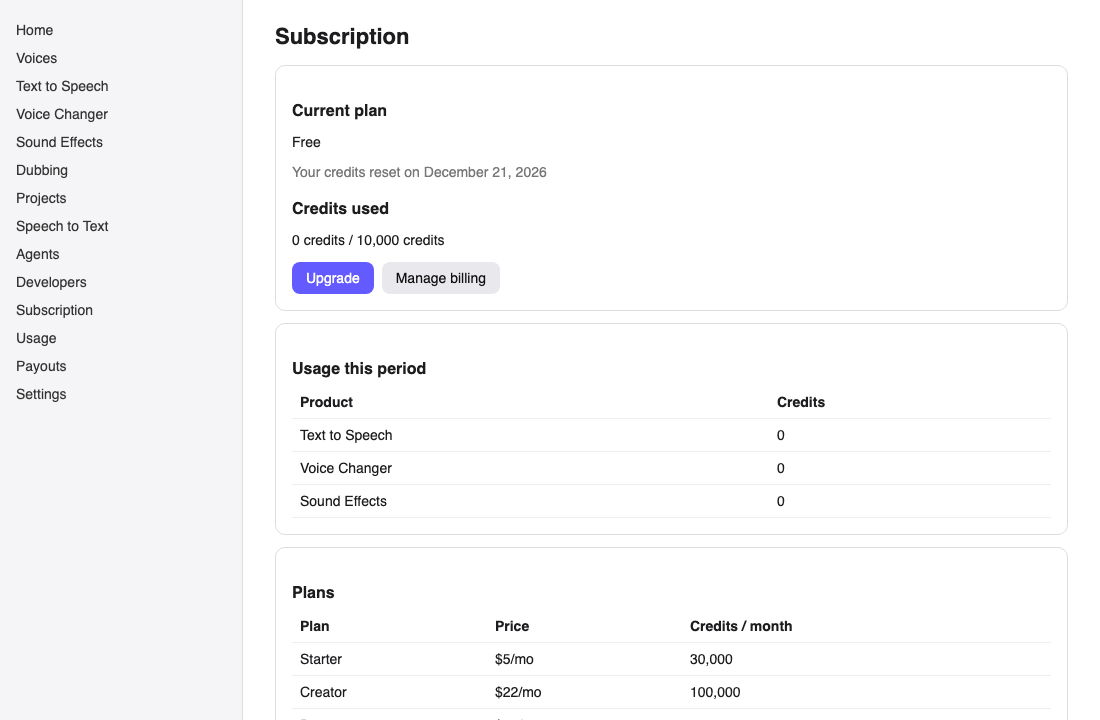 Home
Voices
Text to Speech
Voice Changer
Sound Effects
Dubbing
Projects
Speech to Text
Agents
Developers
Subscription
Usage
Payouts
Settings
Subscription
Current plan
Free
Your credits reset on December 21, 2026
Credits used
0 credits / 10,000 credits
Upgrade Manage billing
Usage this period
Product Credits
Text to Speech 0
Voice Changer 0
Sound Effects 0
Plans
Plan Price Credits / month
Starter $5/mo 30,000
Creator $22/mo 100,000